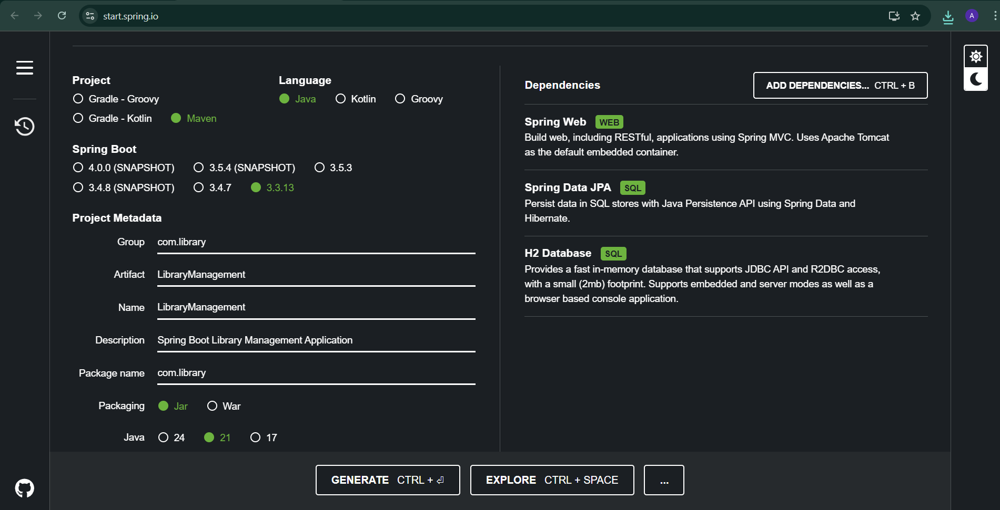 start.spring.io
A
Project
Gradle - Groovy
Gradle - Kotlin Maven
Language
Java Kotlin Groovy
Spring Boot
4.0.0 (SNAPSHOT) 3.5.4 (SNAPSHOT) 3.5.3
3.4.8 (SNAPSHOT) 3.4.7 3.3.13
Project Metadata
Group com.library
Artifact LibraryManagement
Name LibraryManagement
Description Spring Boot Library Management Application
Package name com.library
Packaging Jar War
Java 24 21 17
Dependencies
ADD DEPENDENCIES... CTRL + B
Spring Web WEB
Build web, including RESTful, applications using Spring MVC. Uses Apache Tomcat
as the default embedded container.
Spring Data JPA SQL
Persist data in SQL stores with Java Persistence API using Spring Data and
Hibernate.
H2 Database SQL
Provides a fast in-memory database that supports JDBC API and R2DBC access,
with a small (2mb) footprint. Supports embedded and server modes as well as a
browser based console application.
GENERATE CTRL + ⏎
EXPLORE CTRL + SPACE
...